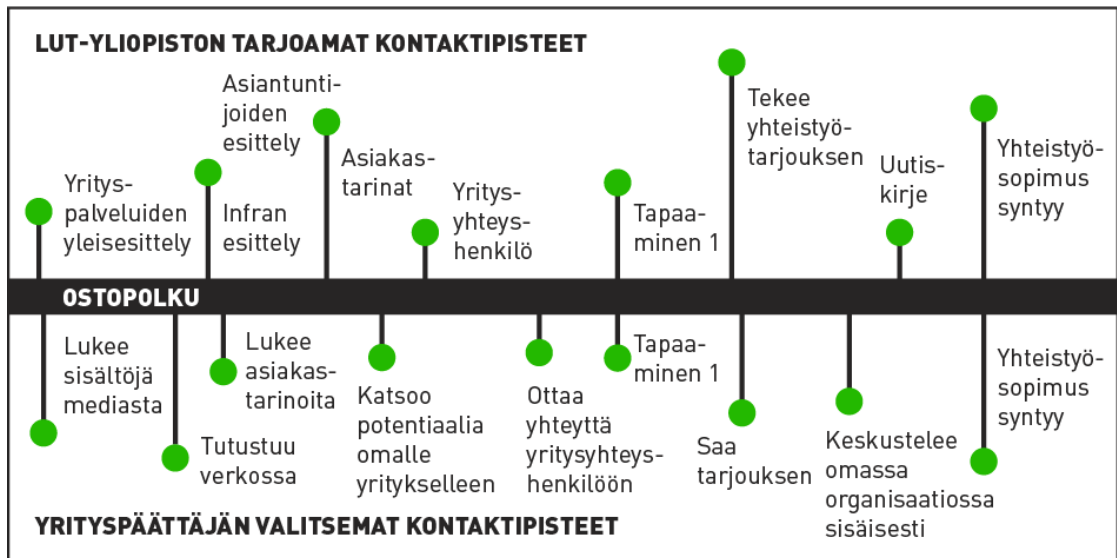 LUT-YLIOPISTON TARJOAMAT KONTAKTIPISTEET
Yritys-
palveluiden
yleisesittely
Infran
esittely
Asiantunti-
joiden
esittely
Asiakas-
tarinat
Yritys-
yhteys-
henkilö
Tapaa-
minen 1
Tekee
yhteistyö-
tarjouksen
Uutis-
kirje
Yhteistyö-
sopimus
syntyy
OSTOPOLKU
Lukee
sisältöjä
mediasta
Tutustuu
verkossa
Lukee
asiakas-
tarinoita
Katsoo
potentiaalia
omalle
yritykselleen
Ottaa
yhteyttä
yritysyhteys-
henkilöön
Tapaa-
minen 1
Saa
tarjouksen
Keskustelee
omassa
organisaatiossa
sisäisesti
Yhteistyö-
sopimus
syntyy
YRITYSPÄÄTTÄJÄN VALITSEMAT KONTAKTIPISTEET